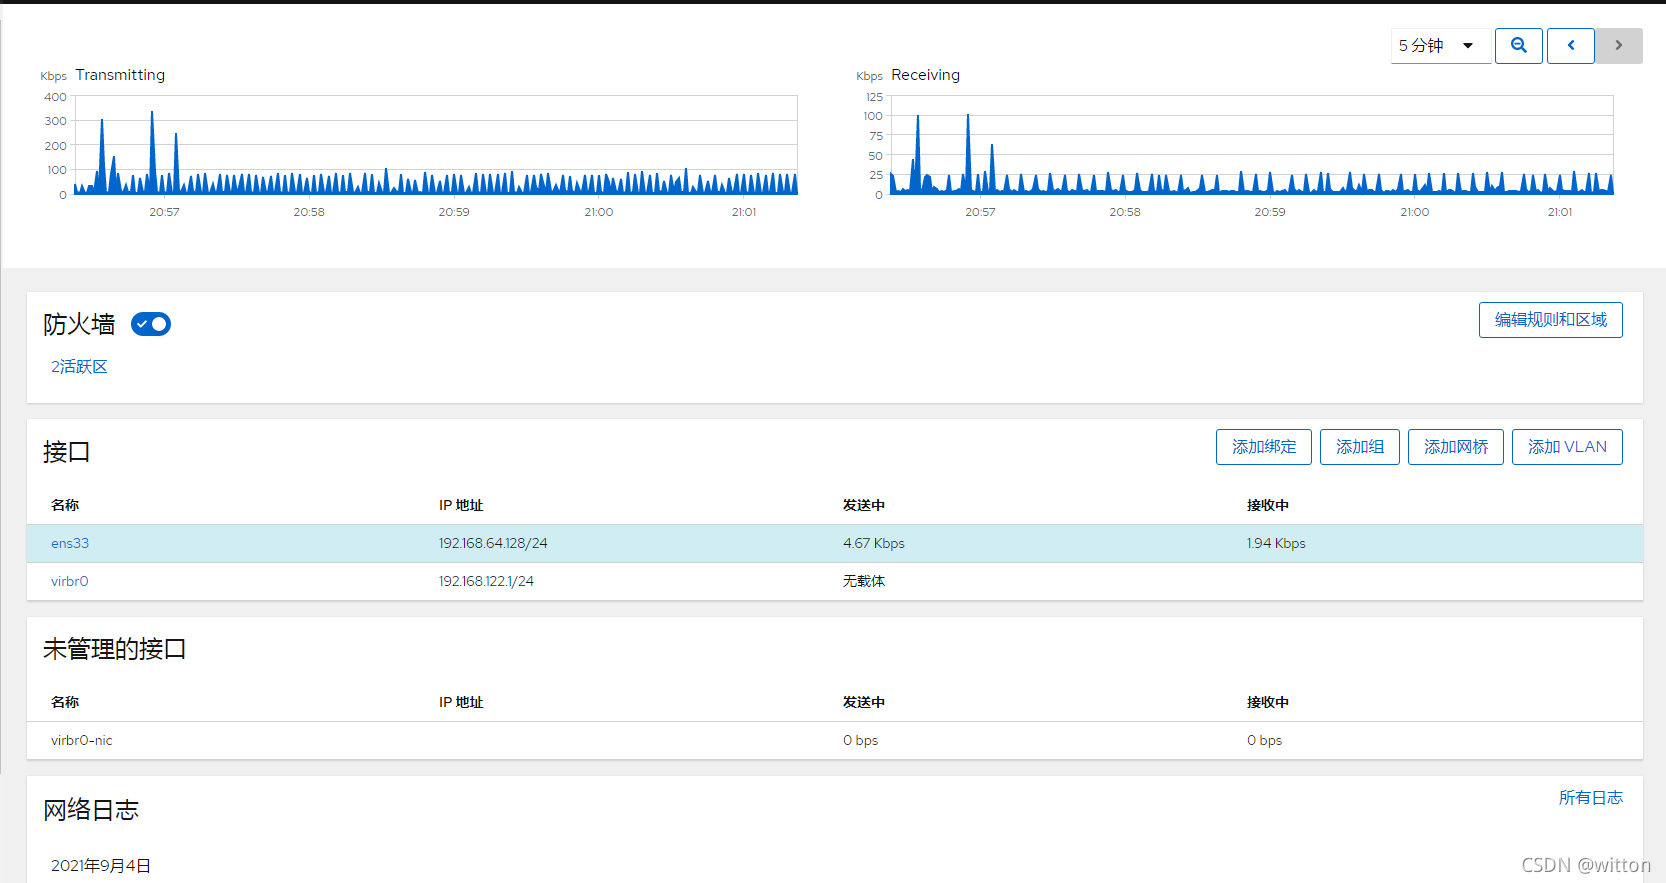 5 分钟
Kbps Transmitting
400
300
200
100
0
20:57 20:58 20:59 21:00 21:01
Kbps Receiving
125
100
75
50
25
0
20:57 20:58 20:59 21:00 21:01
防火墙
编辑规则和区域
2活跃区
接口
添加绑定 添加组 添加网桥 添加 VLAN
名称 IP 地址 发送中 接收中
ens33 192.168.64.128/24 4.67 Kbps 1.94 Kbps
virbr0 192.168.122.1/24 无载体
未管理的接口
名称 IP 地址 发送中 接收中
virbr0-nic 0 bps 0 bps
网络日志
所有日志
2021年9月4日
CSDN @witton